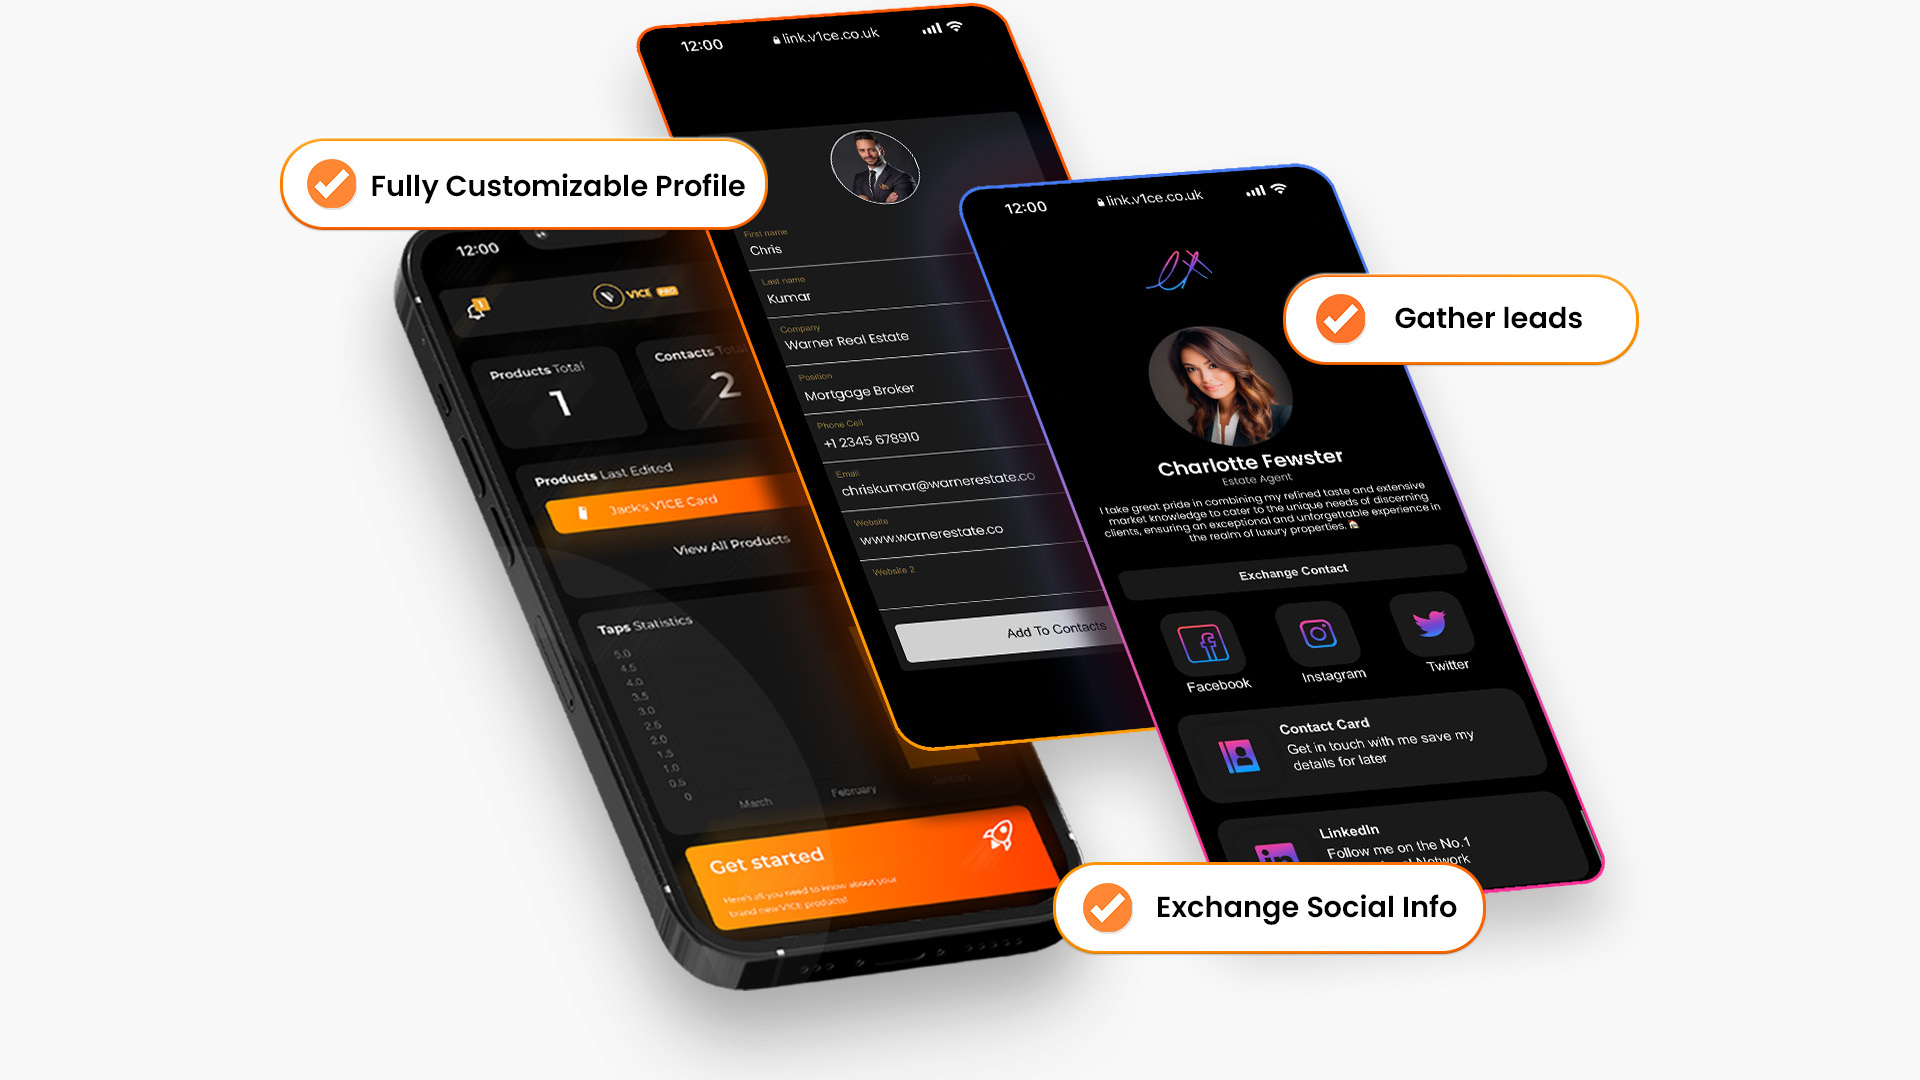 12:00
link.v1ce.co.uk
Fully Customizable Profile
First name
Chris
Last name
Kumar
Company
Warner Real Estate
Position
Mortgage Broker
Phone Cell
+1 2345 678910
Email
chriskumar@warnerestate.co
Website
www.warnerestate.co
Website 2
Add To Contacts
12:00
1
V1CE PRO
Products Total
1
Contacts Total
2
Products Last Edited
Jack's V1CE Card
View All Products
Taps Statistics
5.0
4.5
4.0
3.5
3.0
2.5
2.0
1.5
1.0
0.5
0
March
February
January
Get started
Here's all you need to know about your
brand new V1CE products!
12:00
link.v1ce.co.uk
Gather leads
Charlotte Fewster
Estate Agent
I take great pride in combining my refined taste and extensive
market knowledge to cater to the unique needs of discerning
clients, ensuring an exceptional and unforgettable experience in
the realm of luxury properties. 🏠
Exchange Contact
Facebook
Instagram
Twitter
Contact Card
Get in touch with me save my
details for later
LinkedIn
Follow me on the No.1
Network
Exchange Social Info